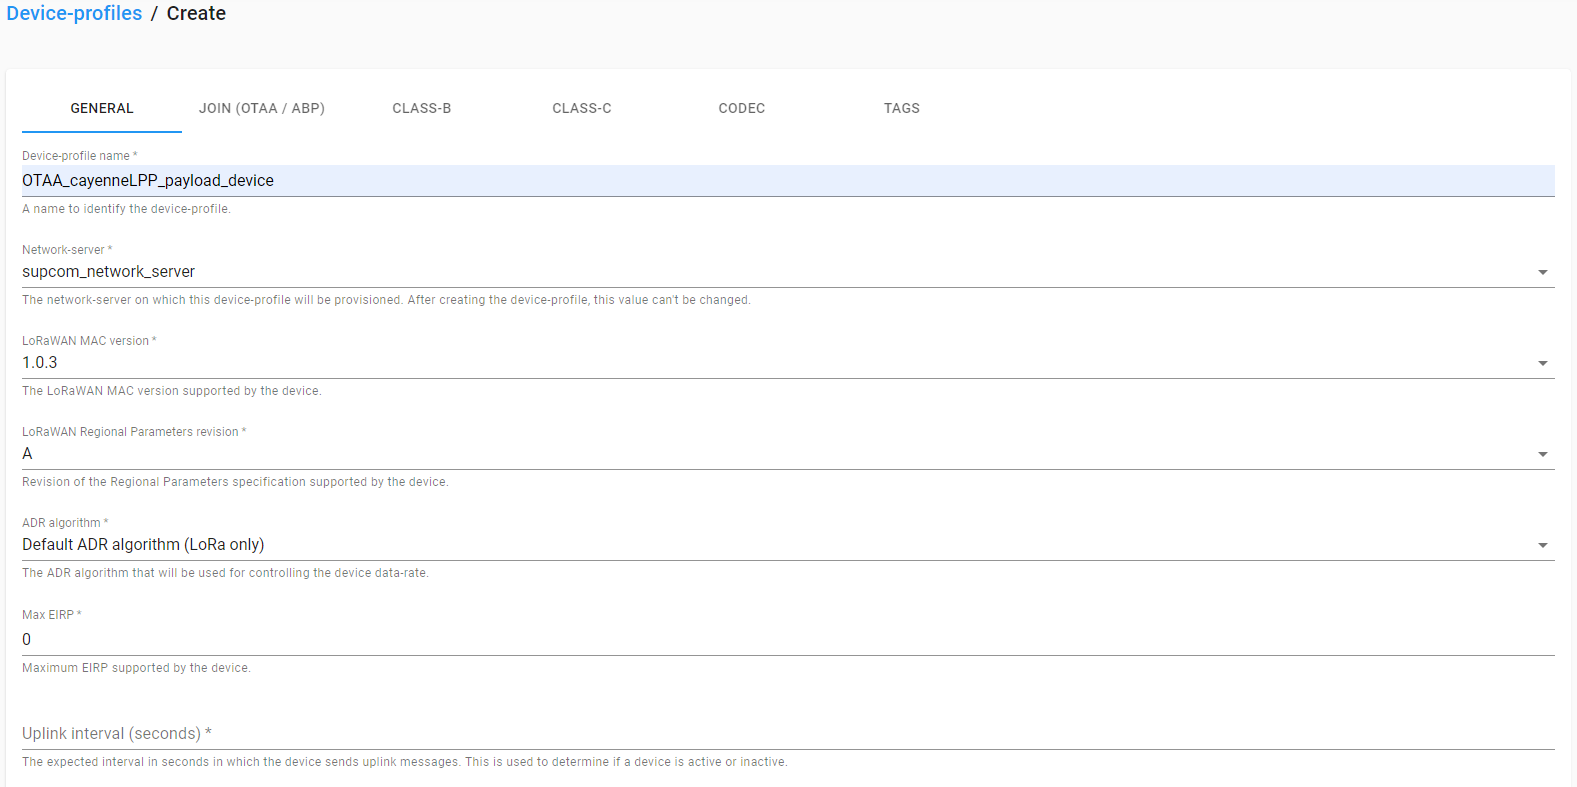 Device-profiles / Create
GENERAL JOIN (OTAA / ABP) CLASS-B CLASS-C CODEC TAGS
Device-profile name *
OTAA_cayenneLPP_payload_device
A name to identify the device-profile.
Network-server *
supcom_network_server
The network-server on which this device-profile will be provisioned. After creating the device-profile, this value can't be changed.
LoRaWAN MAC version *
1.0.3
The LoRaWAN MAC version supported by the device.
LoRaWAN Regional Parameters revision *
A
Revision of the Regional Parameters specification supported by the device.
ADR algorithm *
Default ADR algorithm (LoRa only)
The ADR algorithm that will be used for controlling the device data-rate.
Max EIRP *
0
Maximum EIRP supported by the device.
Uplink interval (seconds) *
The expected interval in seconds in which the device sends uplink messages. This is used to determine if a device is active or inactive.